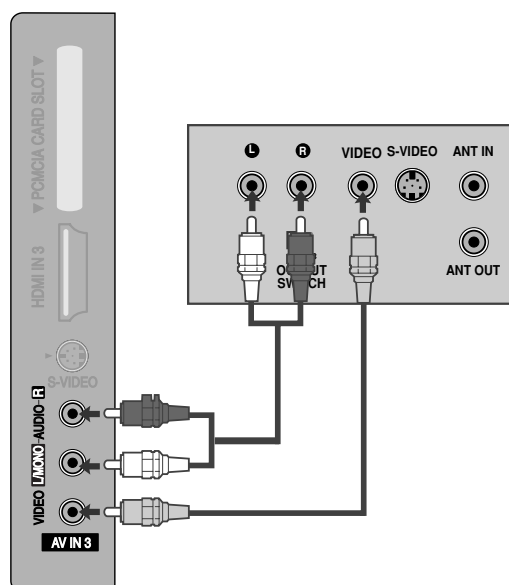 ▼ PCMCIA CARD SLOT ▼
HDMI IN 3
S-VIDEO
VIDEO L/MONO-AUDIO-R
AV IN 3
L R VIDEO S-VIDEO ANT IN
ANT OUT
SWITCH